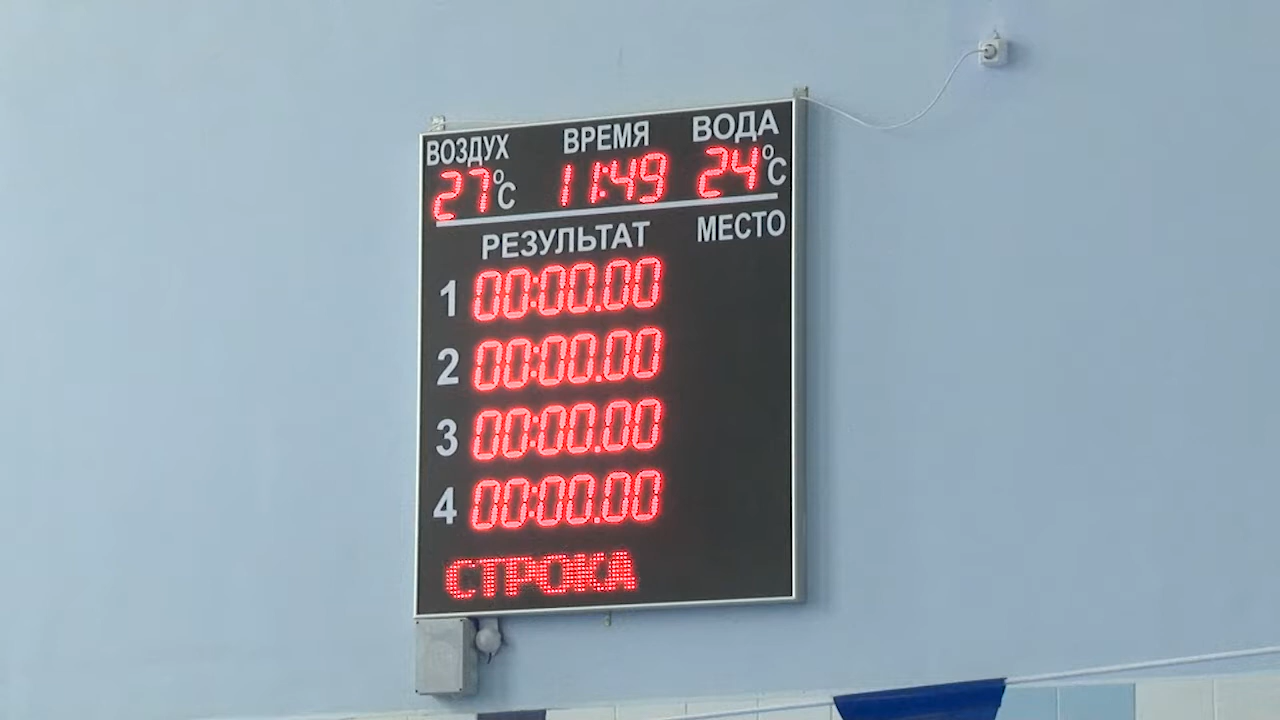 ВОЗДУХ ВРЕМЯ ВОДА
27°C 11:49 24°C
РЕЗУЛЬТАТ МЕСТО
1 00:00.00
2 00:00.00
3 00:00.00
4 00:00.00
СТРОКА